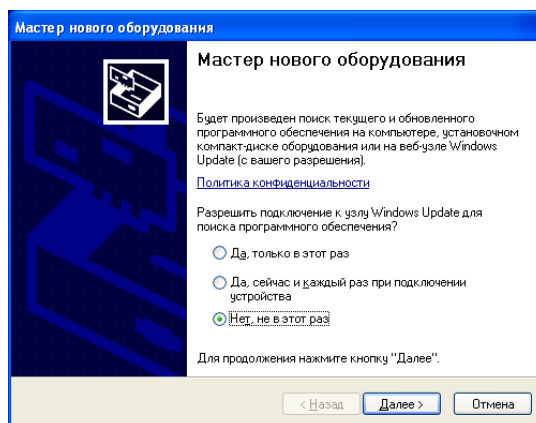 Мастер нового оборудования
Мастер нового оборудования
Будет произведен поиск текущего и обновленного
программного обеспечения на компьютере, установочном
компакт-диске оборудования или на веб-узле Windows
Update (с вашего разрешения).
Политика конфиденциальности
Разрешить подключение к узлу Windows Update для
поиска программного обеспечения?
Да, только в этот раз
Да, сейчас и каждый раз при подключении
устройства
Нет, не в этот раз
Для продолжения нажмите кнопку "Далее".
< Назад Далее > Отмена